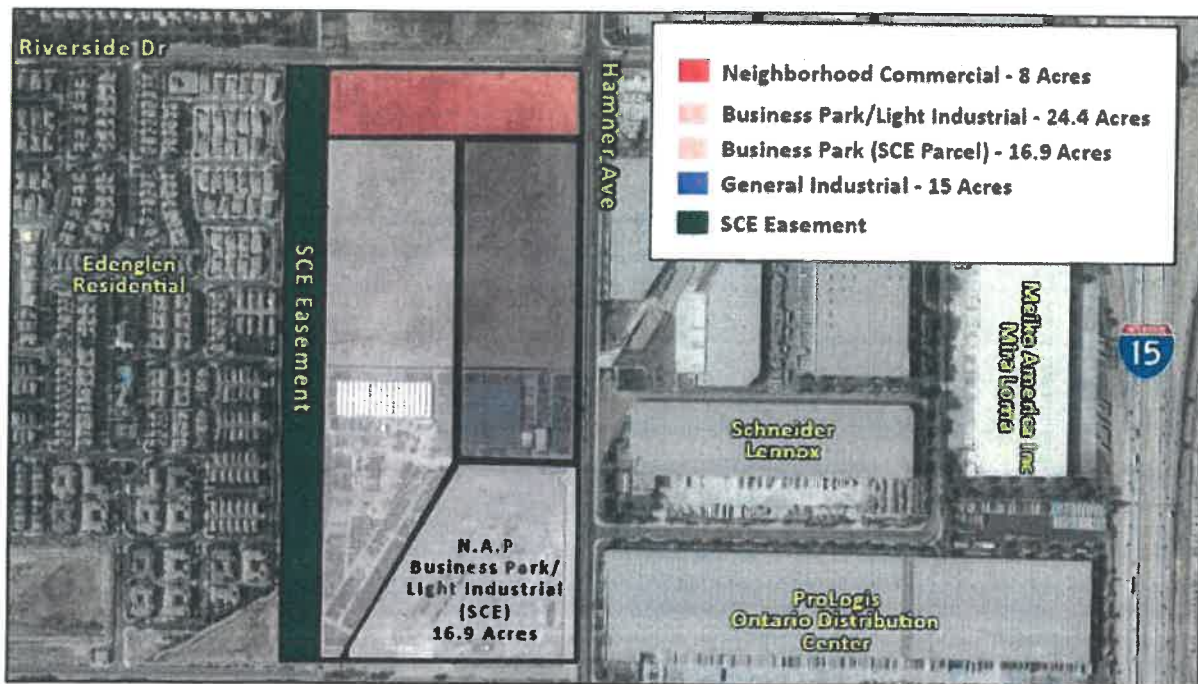 Riverside Dr
Hamner Ave
Neighborhood Commercial - 8 Acres
Business Park/Light Industrial - 24.4 Acres
Business Park (SCE Parcel) - 16.9 Acres
General Industrial - 15 Acres
SCE Easement
Edenglen
Residential
SCE Easement
Meika America Inc
Mira Loma
15
Schneider
Lennox
N.A.P
Business Park/
Light Industrial
(SCE)
16.9 Acres
ProLogis
Ontario Distribution
Center